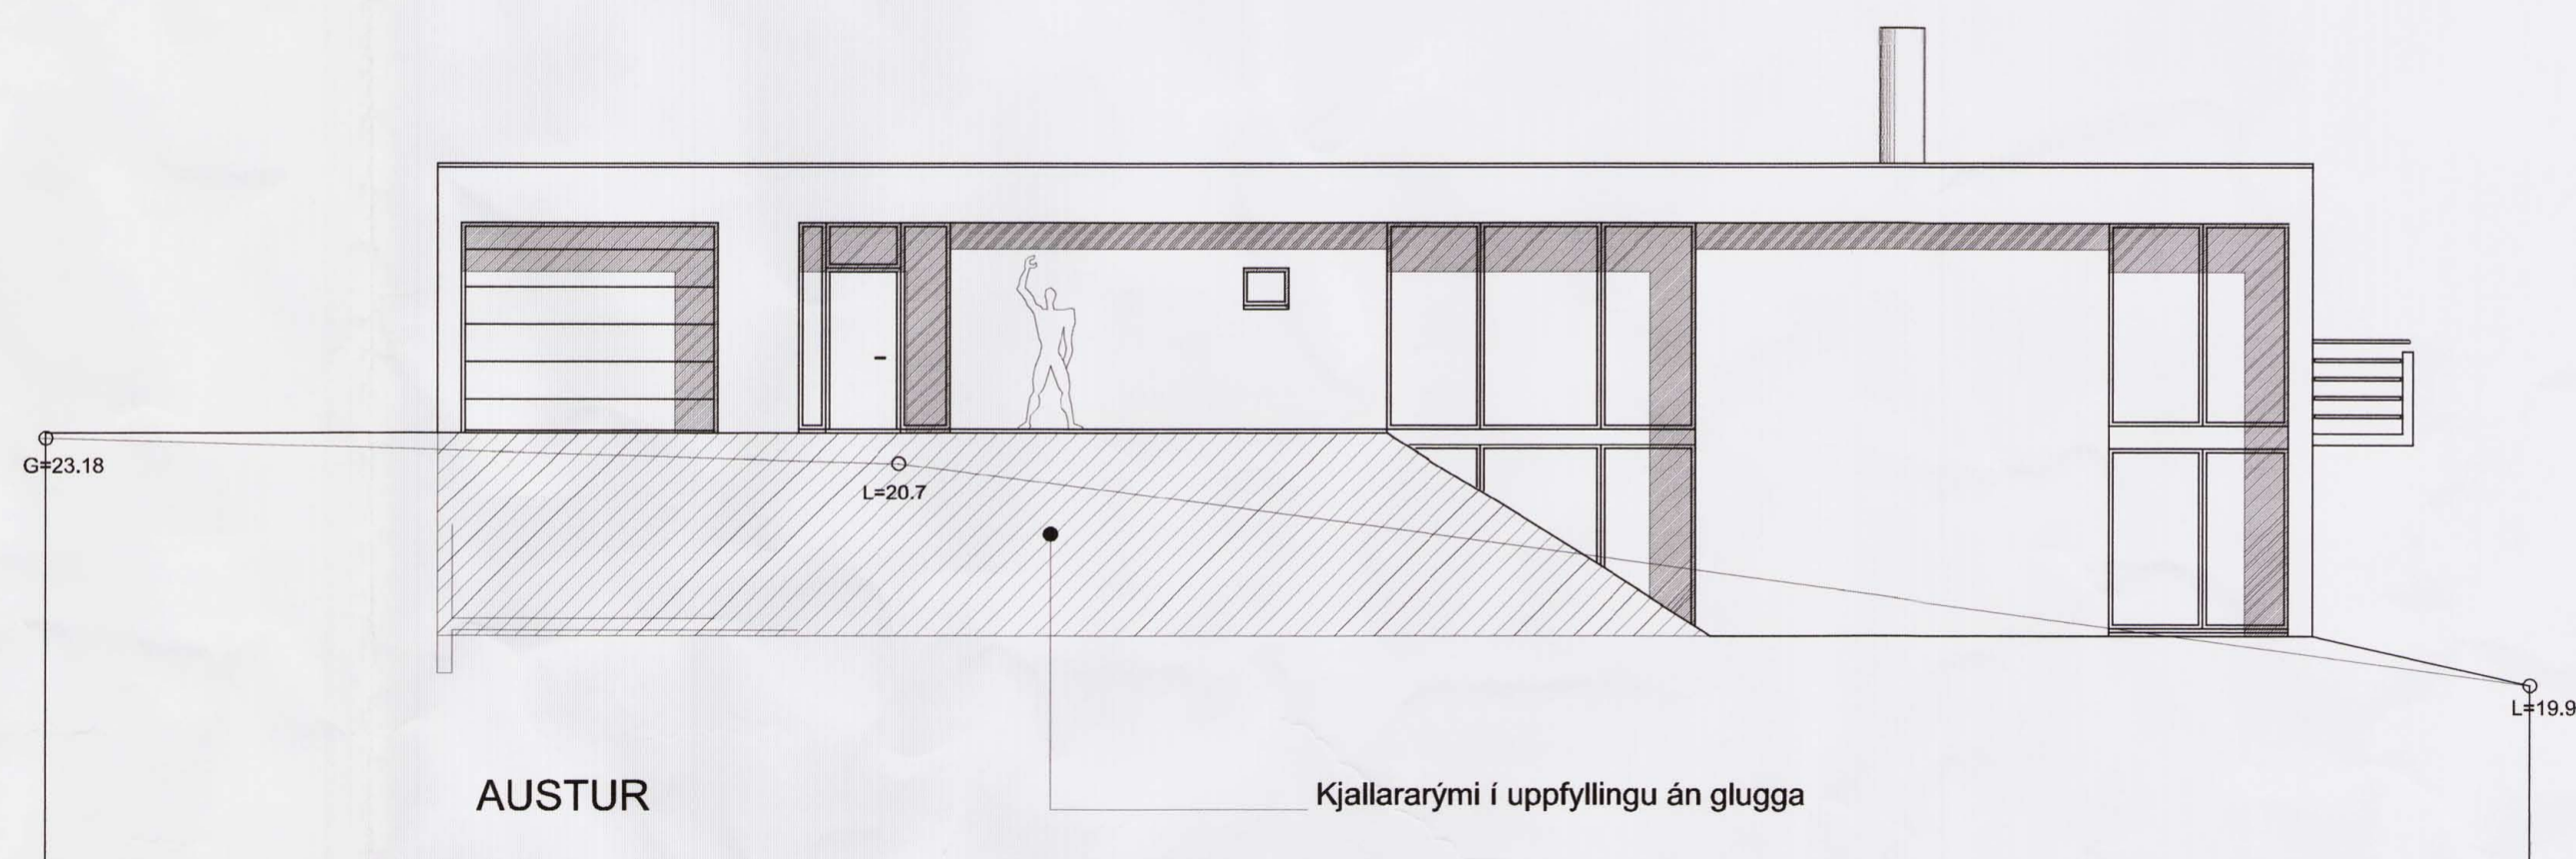 G=23.18
L=20.7
L=19.9
AUSTUR
Kjallararými í uppfyllingu án glugga